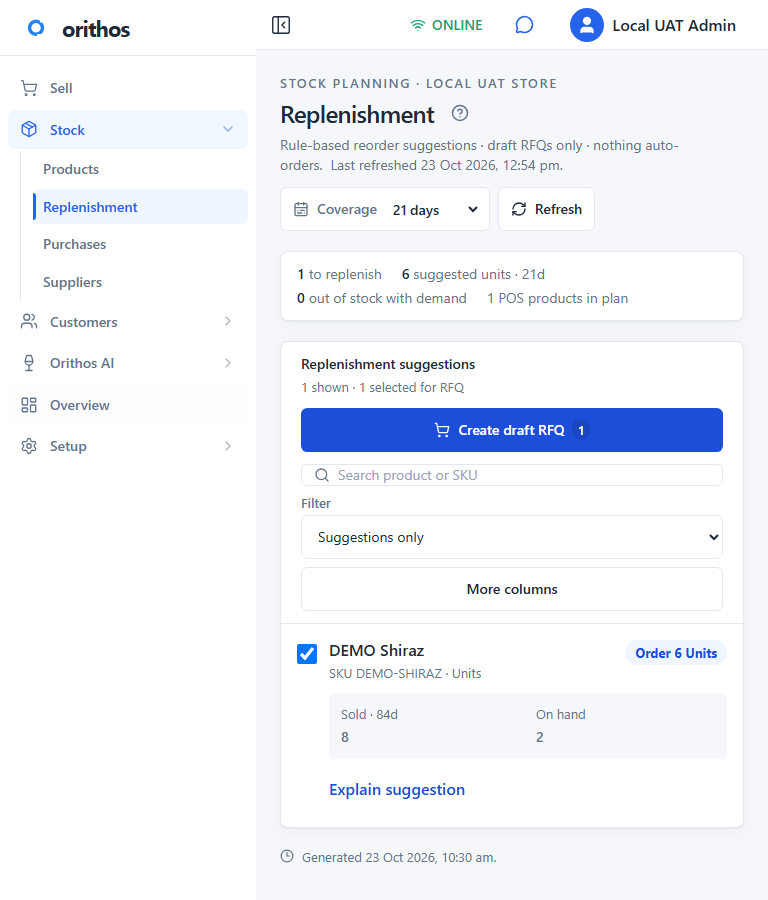 orithos
ONLINE
Local UAT Admin
Sell
Stock
Products
Replenishment
Purchases
Suppliers
Customers
Orithos AI
Overview
Setup
STOCK PLANNING · LOCAL UAT STORE
Replenishment
Rule-based reorder suggestions · draft RFQs only · nothing auto-
orders. Last refreshed 23 Oct 2026, 12:54 pm.
Coverage 21 days
Refresh
1 to replenish 6 suggested units · 21d
0 out of stock with demand 1 POS products in plan
Replenishment suggestions
1 shown · 1 selected for RFQ
Create draft RFQ 1
Search product or SKU
Filter
Suggestions only
More columns
DEMO Shiraz
Order 6 Units
SKU DEMO-SHIRAZ · Units
Sold · 84d On hand
8 2
Explain suggestion
Generated 23 Oct 2026, 10:30 am.